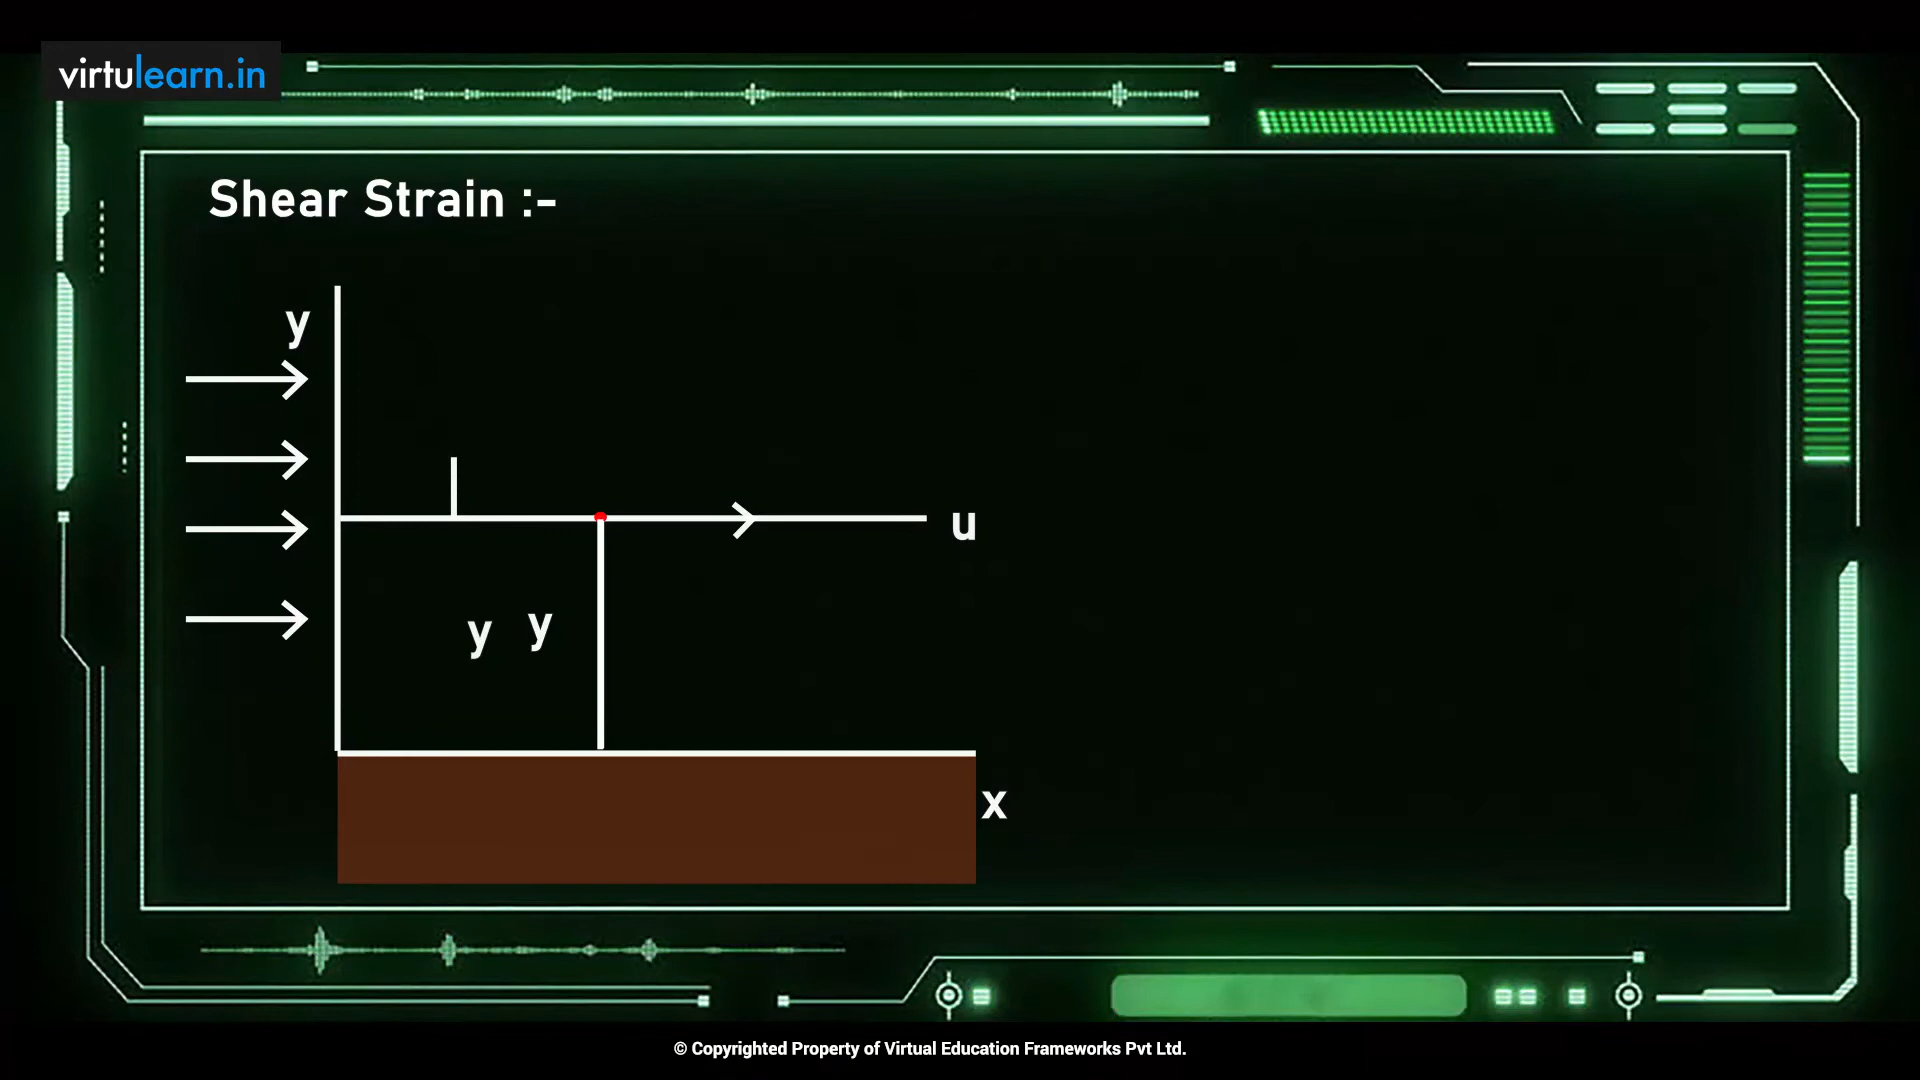 virtulearn.in
Shear Strain :-
y
u
y y
x
© Copyrighted Property of Virtual Education Frameworks Pvt Ltd.